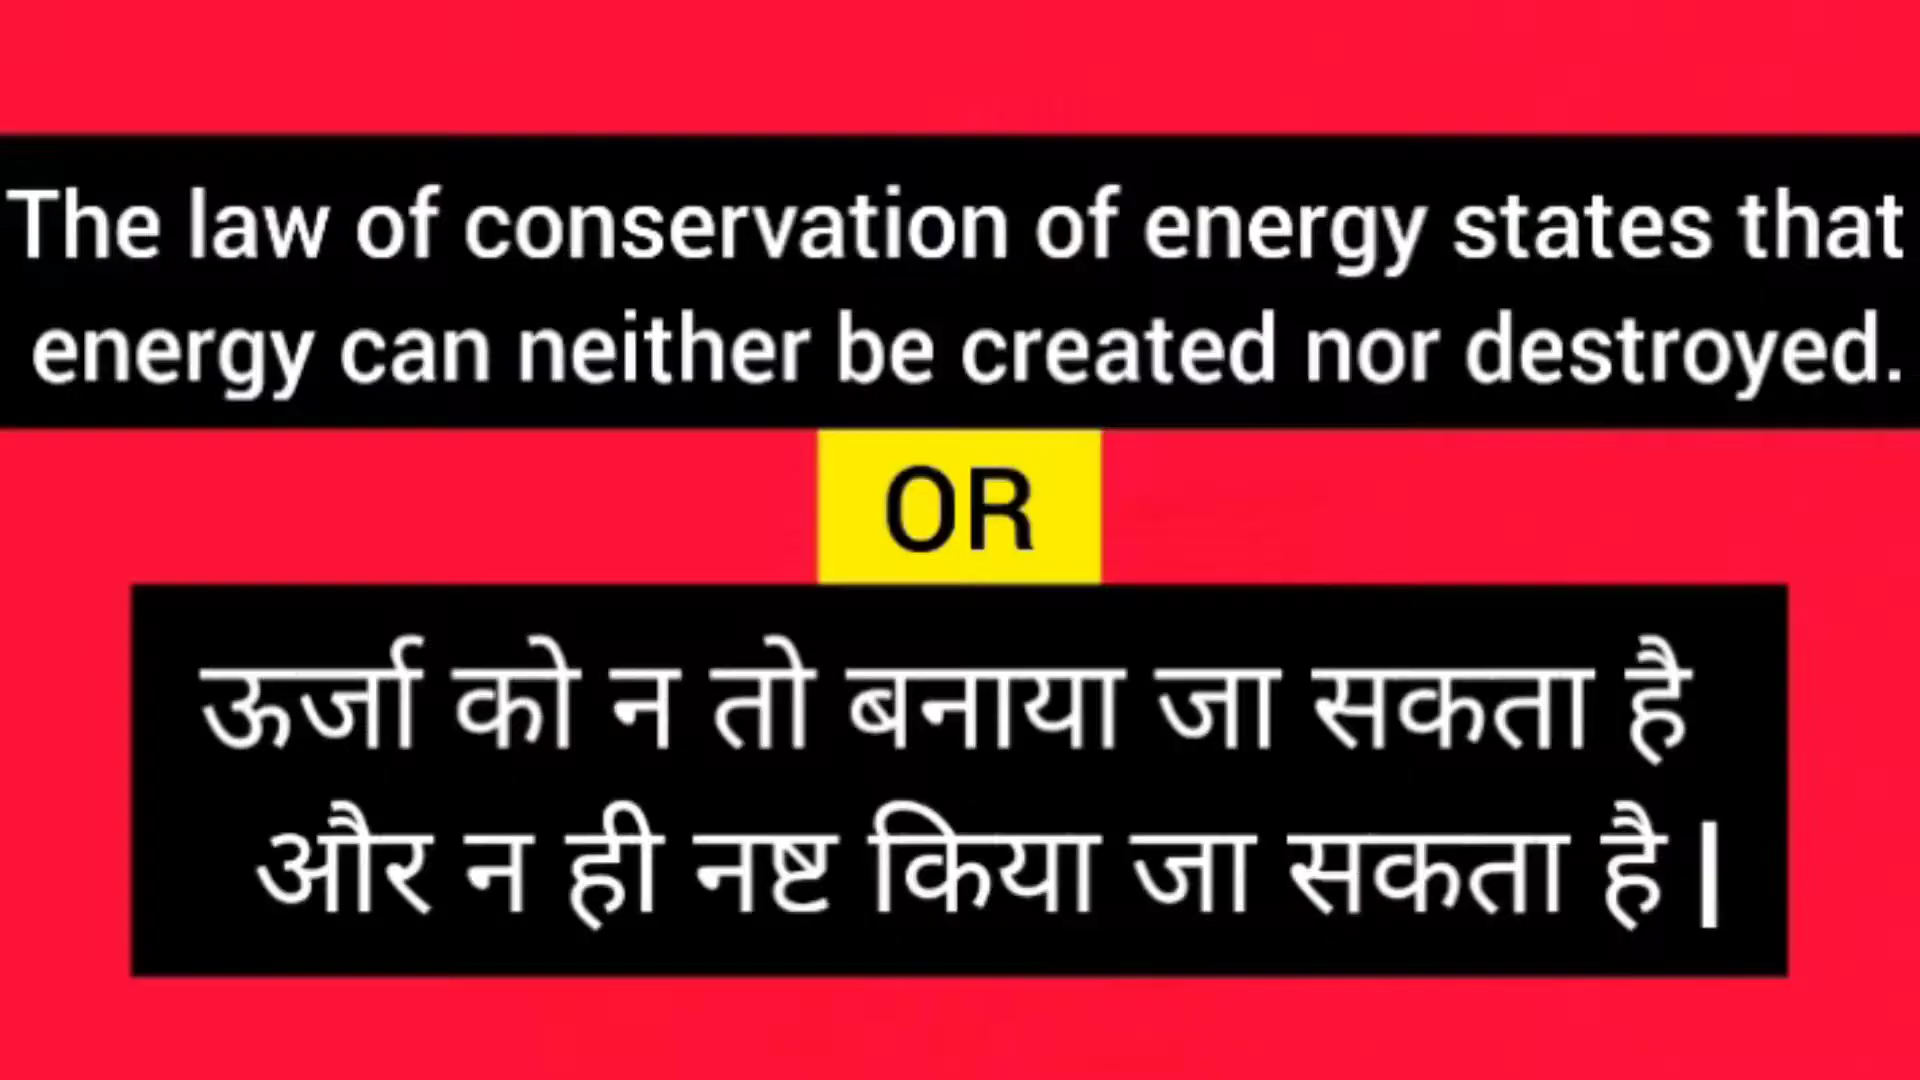 The law of conservation of energy states that
energy can neither be created nor destroyed.
OR
ऊर्जा को न तो बनाया जा सकता है
और न ही नष्ट किया जा सकता है |